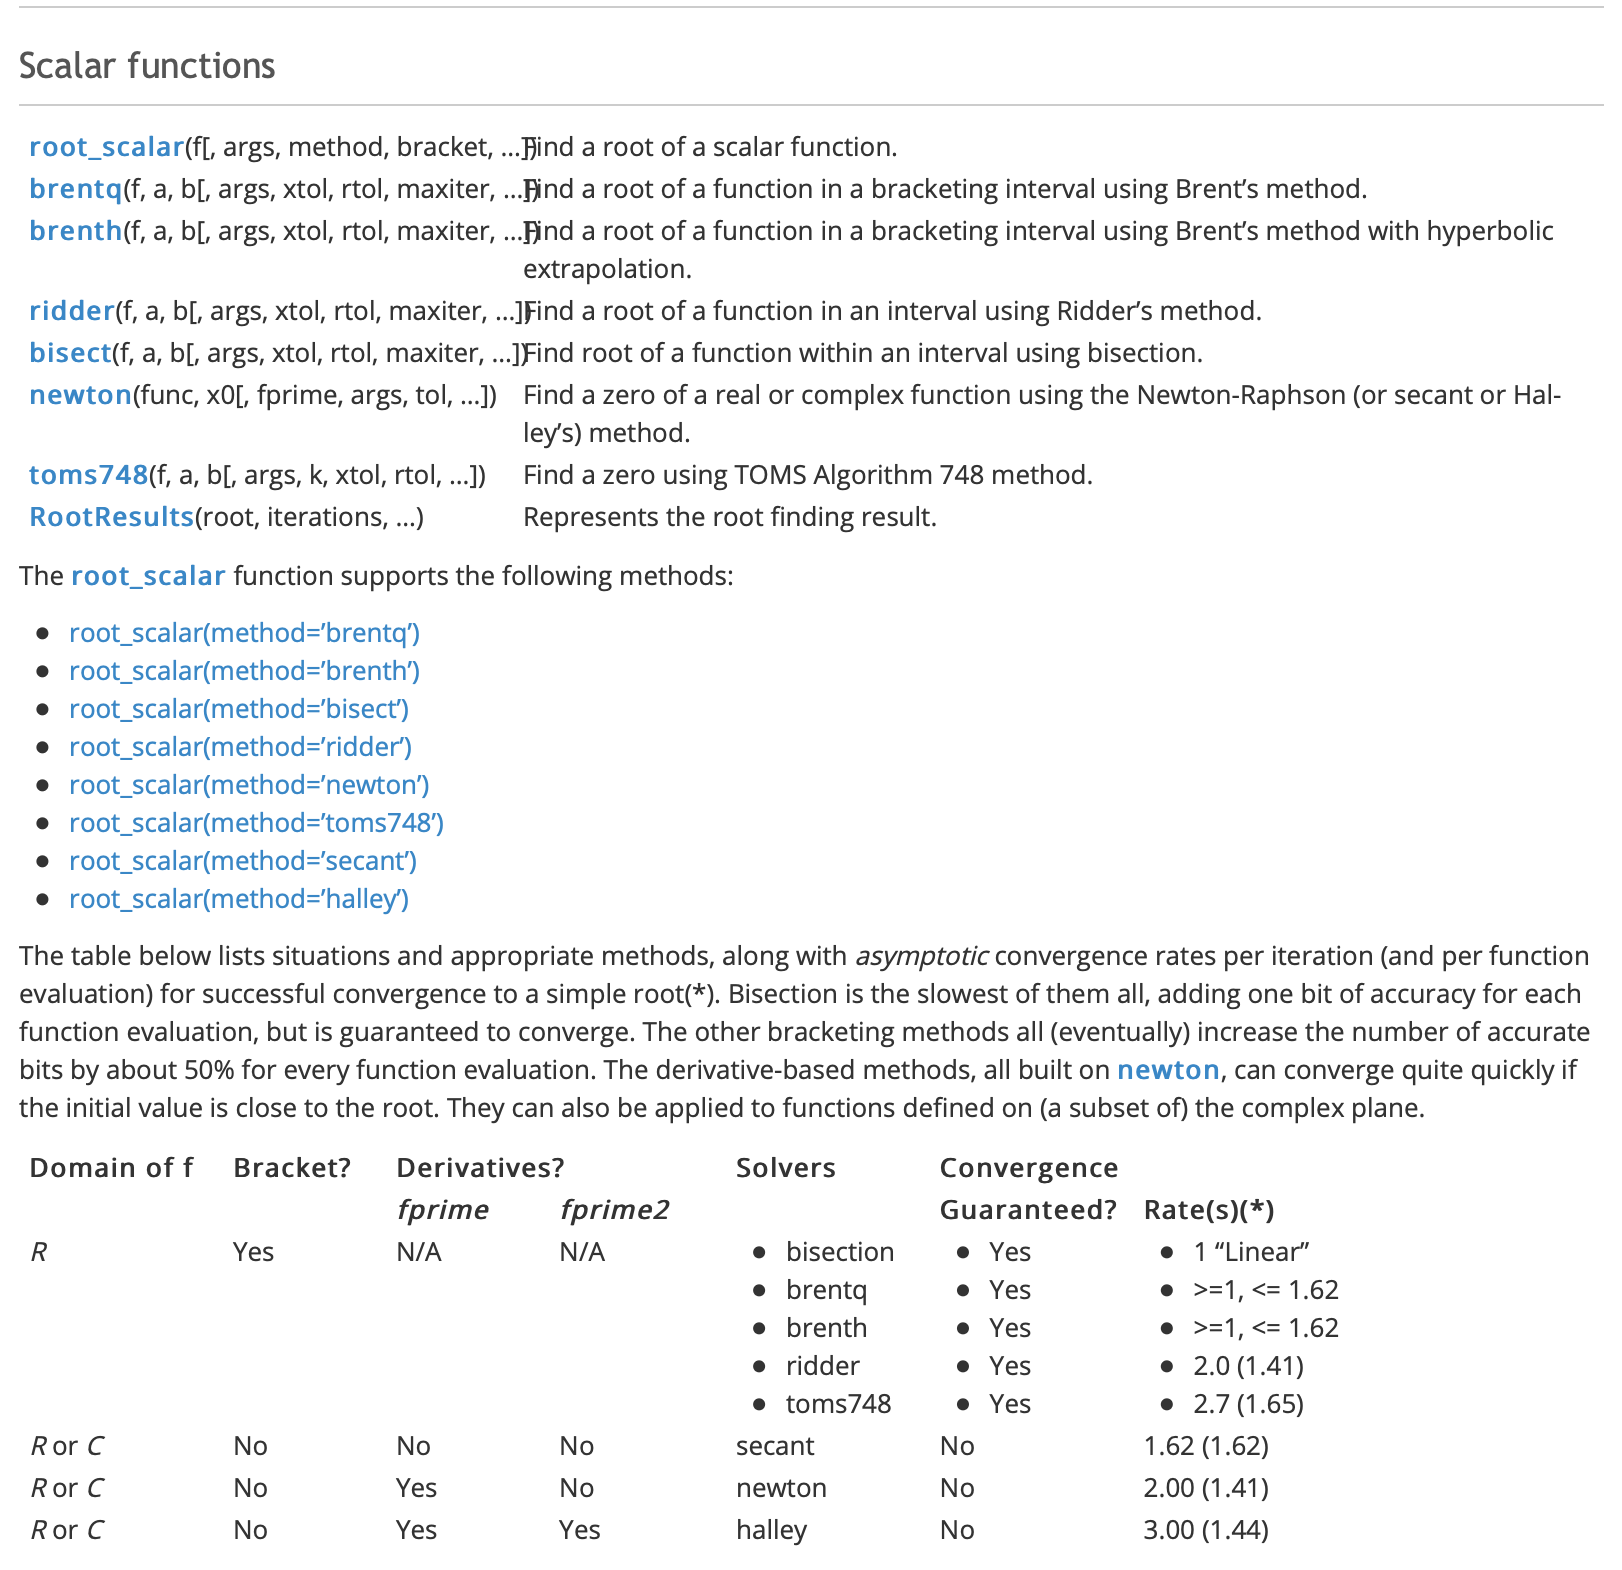 Scalar functions
root_scalar(f[, args, method, bracket, ...]) Find a root of a scalar function.
brentq(f, a, b[, args, xtol, rtol, maxiter, ...]) Find a root of a function in a bracketing interval using Brent’s method.
brenth(f, a, b[, args, xtol, rtol, maxiter, ...]) Find a root of a function in a bracketing interval using Brent’s method with hyperbolic
extrapolation.
ridder(f, a, b[, args, xtol, rtol, maxiter, ...]) Find a root of a function in an interval using Ridder’s method.
bisect(f, a, b[, args, xtol, rtol, maxiter, ...]) Find root of a function within an interval using bisection.
newton(func, x0[, fprime, args, tol, ...]) Find a zero of a real or complex function using the Newton-Raphson (or secant or Hal-
ley’s) method.
toms748(f, a, b[, args, k, xtol, rtol, ...]) Find a zero using TOMS Algorithm 748 method.
RootResults(root, iterations, ...) Represents the root finding result.
The root_scalar function supports the following methods:
• root_scalar(method=’brentq’)
• root_scalar(method=’brenth’)
• root_scalar(method=’bisect’)
• root_scalar(method=’ridder’)
• root_scalar(method=’newton’)
• root_scalar(method=’toms748’)
• root_scalar(method=’secant’)
• root_scalar(method=’halley’)
The table below lists situations and appropriate methods, along with asymptotic convergence rates per iteration (and per function
evaluation) for successful convergence to a simple root(*). Bisection is the slowest of them all, adding one bit of accuracy for each
function evaluation, but is guaranteed to converge. The other bracketing methods all (eventually) increase the number of accurate
bits by about 50% for every function evaluation. The derivative-based methods, all built on newton, can converge quite quickly if
the initial value is close to the root. They can also be applied to functions defined on (a subset of) the complex plane.
Domain of f Bracket? Derivatives? Solvers Convergence
fprime fprime2 Guaranteed? Rate(s)(*)
R Yes N/A N/A • bisection • Yes • 1 “Linear”
• brentq • Yes • >=1, <= 1.62
• brenth • Yes • >=1, <= 1.62
• ridder • Yes • 2.0 (1.41)
• toms748 • Yes • 2.7 (1.65)
R or C No No No secant No 1.62 (1.62)
R or C No Yes No newton No 2.00 (1.41)
R or C No Yes Yes halley No 3.00 (1.44)